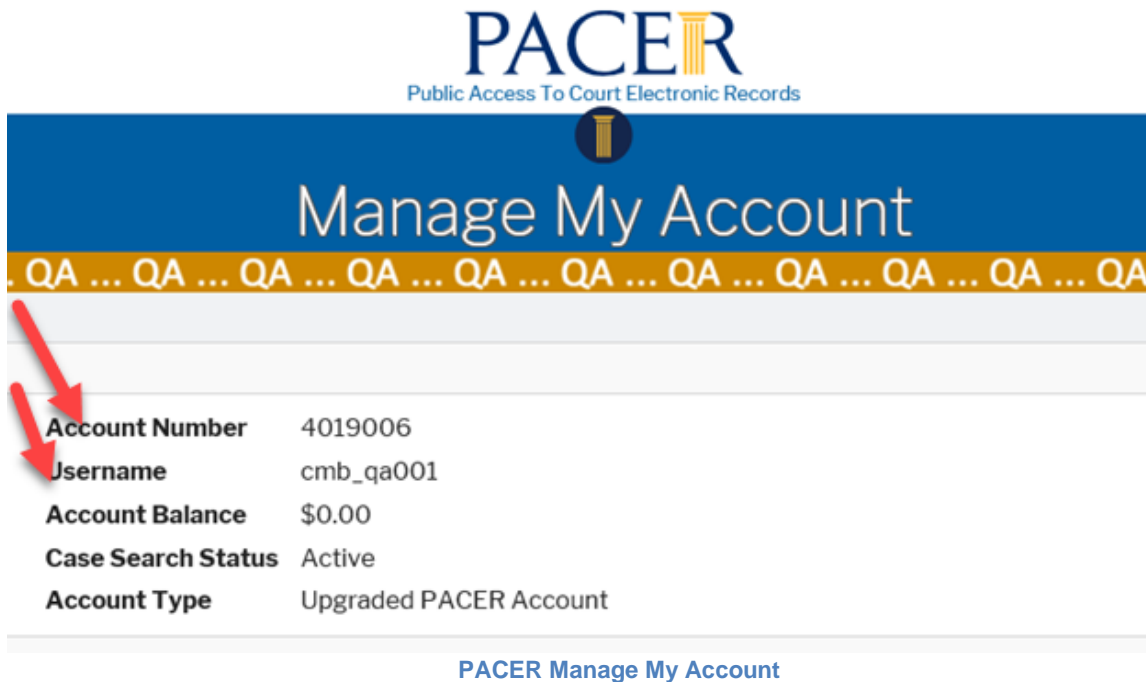 PACER
Public Access To Court Electronic Records
Manage My Account
. QA ... QA ... QA ... QA ... QA ... QA ... QA ... QA ... QA ... QA ... QA
Account Number 4019006
Username cmb_qa001
Account Balance $0.00
Case Search Status Active
Account Type Upgraded PACER Account
PACER Manage My Account